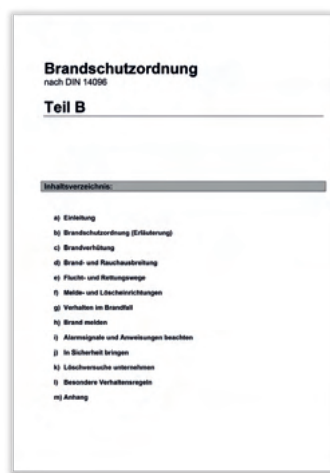 Brandschutzordnung
nach DIN 14096
Teil B
Inhaltsverzeichnis:
a) Einleitung
b) Brandschutzordnung (Erläuterung)
c) Brandverhütung
d) Brand- und Rauchausbreitung
e) Flucht- und Rettungswege
f) Melde- und Löscheinrichtungen
g) Verhalten im Brandfall
h) Brand melden
i) Alarmsignale und Anweisungen beachten
j) In Sicherheit bringen
k) Löschversuche unternehmen
l) Besondere Verhaltensregeln
m) Anhang